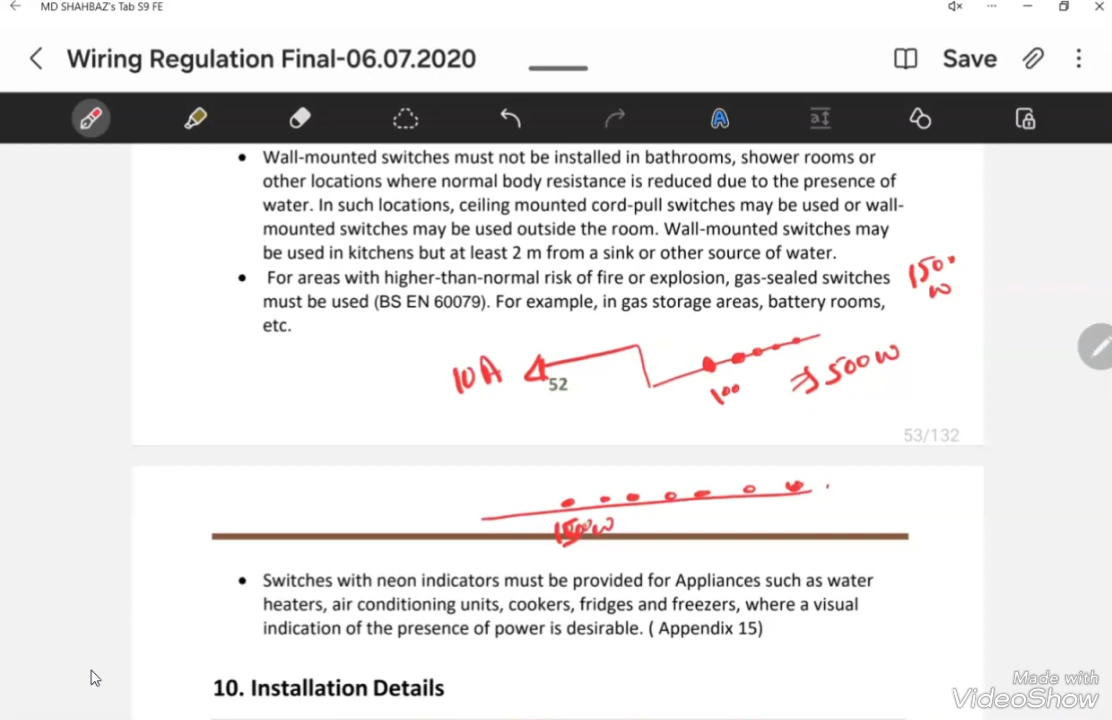 MD SHAHBAZ's Tab S9 FE
Wiring Regulation Final-06.07.2020
Save
• Wall-mounted switches must not be installed in bathrooms, shower rooms or
other locations where normal body resistance is reduced due to the presence of
water. In such locations, ceiling mounted cord-pull switches may be used or wall-
mounted switches may be used outside the room. Wall-mounted switches may
be used in kitchens but at least 2 m from a sink or other source of water.
• For areas with higher-than-normal risk of fire or explosion, gas-sealed switches
must be used (BS EN 60079). For example, in gas storage areas, battery rooms,
etc.
1500
W
10A
52
100
⇒ 500W
53/132
1500W
• Switches with neon indicators must be provided for Appliances such as water
heaters, air conditioning units, cookers, fridges and freezers, where a visual
indication of the presence of power is desirable. ( Appendix 15)
10. Installation Details
Made with
VideoShow